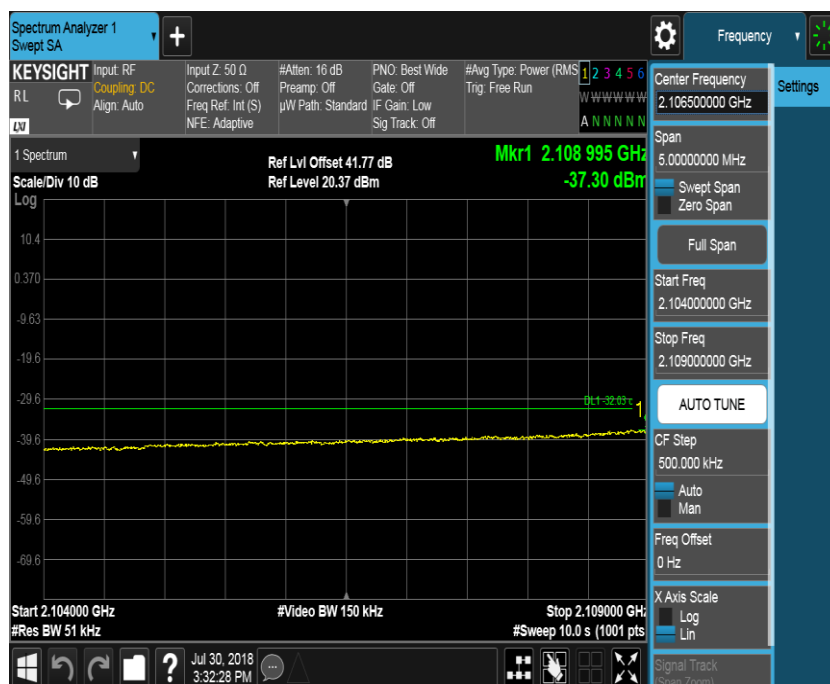 Spectrum Analyzer 1
Swept SA
+
Frequency
KEYSIGHT
RL
LXI
Input: RF
Coupling: DC
Align: Auto
Input Z: 50 Ω
Corrections: Off
Freq Ref: Int (S)
NFE: Adaptive
#Atten: 16 dB
Preamp: Off
µW Path: Standard
PNO: Best Wide
Gate: Off
IF Gain: Low
Sig Track: Off
#Avg Type: Power (RMS
Trig: Free Run
1 2 3 4 5 6
W W W W W W
A N N N N N
1 Spectrum
Scale/Div 10 dB
Log
Ref Lvl Offset 41.77 dB
Ref Level 20.37 dBm
Mkr1 2.108 995 GHz
-37.30 dBm
10.4
0.370
-9.63
-19.6
-29.6
-39.6
-49.6
-59.6
-69.6
DL1 -32.03
1
Start 2.104000 GHz
#Res BW 51 kHz
#Video BW 150 kHz
Stop 2.109000 GHz
#Sweep 10.0 s (1001 pts
?
Jul 30, 2018
3:32:28 PM
Center Frequency
2.106500000 GHz
Span
5.00000000 MHz
Swept Span
Zero Span
Full Span
Start Freq
2.104000000 GHz
Stop Freq
2.109000000 GHz
AUTO TUNE
CF Step
500.000 kHz
Auto
Man
Freq Offset
0 Hz
X Axis Scale
Log
Lin
Signal Track
(Span Zoom)
Settings